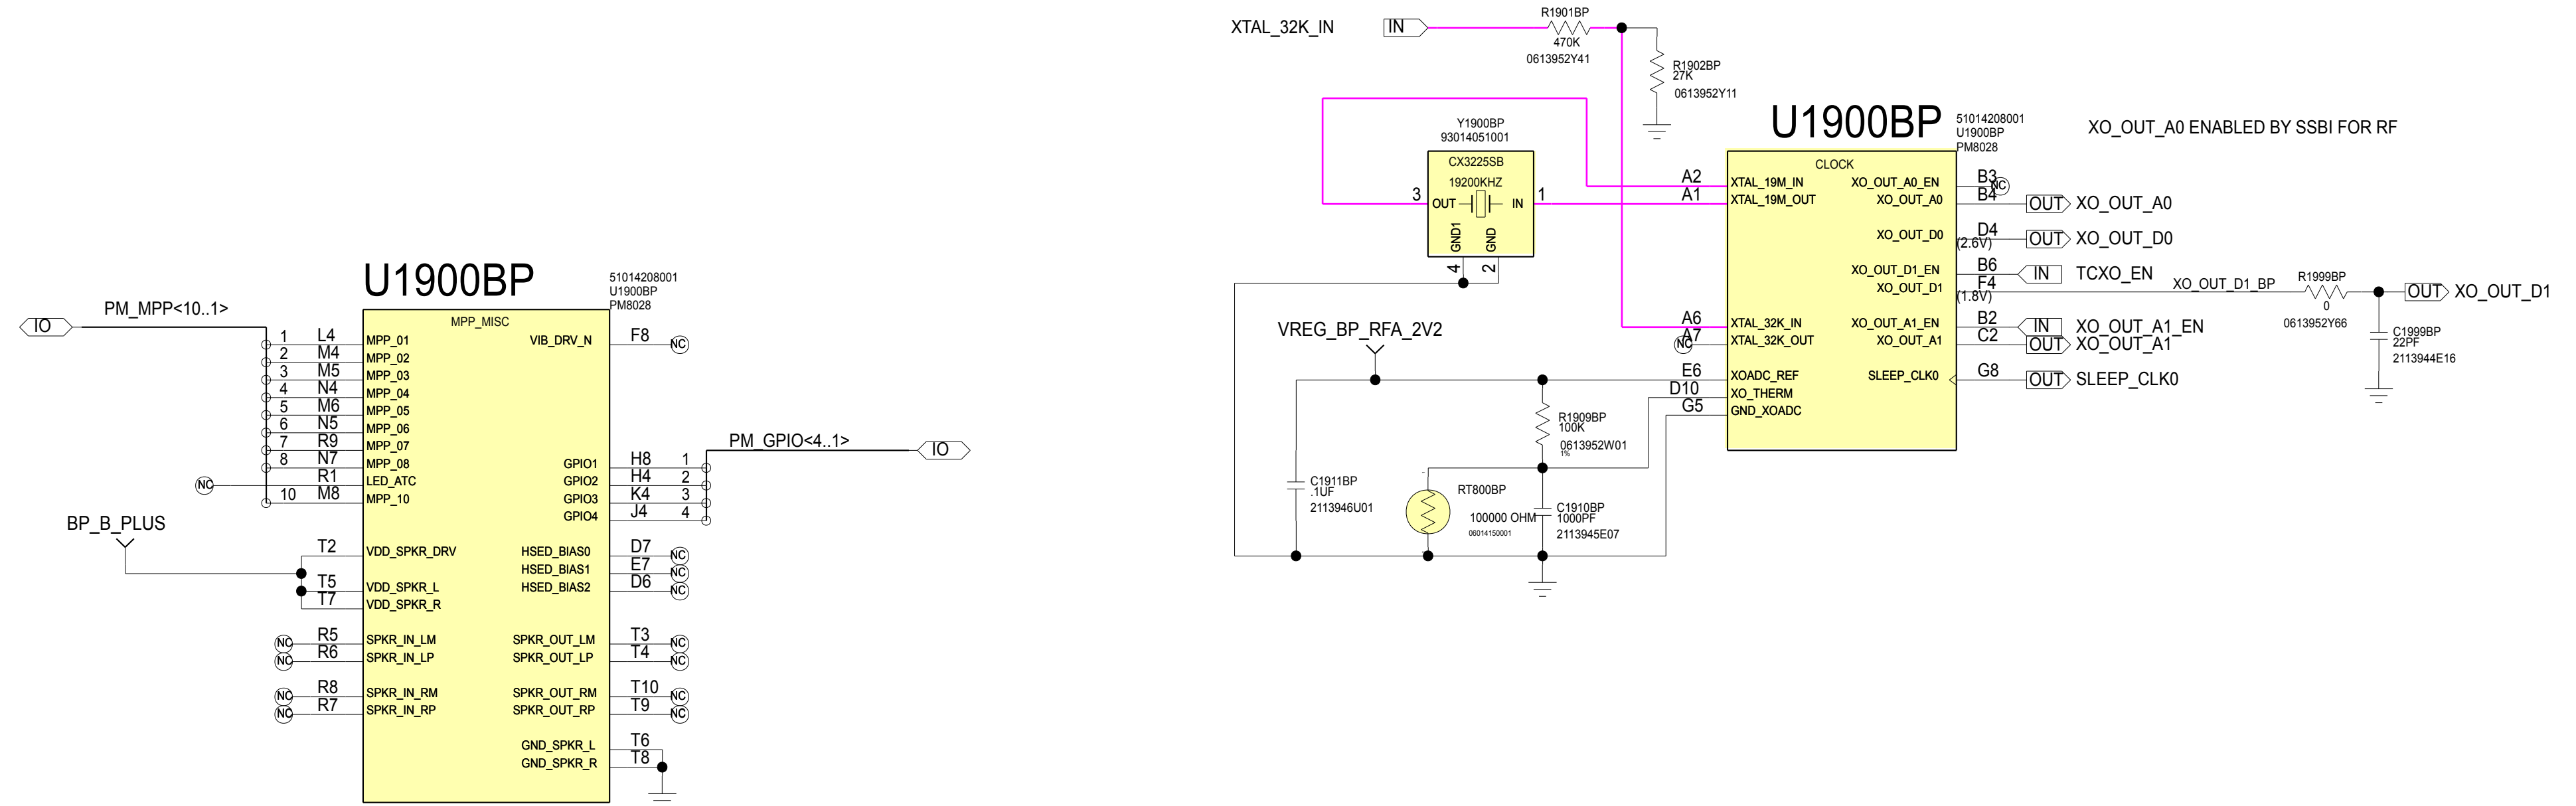 XTAL_32K_IN
IN
R1901BP
470K
0613952Y41
R1902BP
27K
0613952Y11
Y1900BP
93014051001
CX3225SB
19200KHZ
3
OUT
IN
1
GND1
GND
4
2
U1900BP
51014208001
U1900BP
PM8028
CLOCK
XO_OUT_A0 ENABLED BY SSBI FOR RF
A2
XTAL_19M_IN
A1
XTAL_19M_OUT
A6
XTAL_32K_IN
NC
A7
XTAL_32K_OUT
E6
XOADC_REF
D10
XO_THERM
G5
GND_XOADC
XO_OUT_A0_EN
B3
NC
XO_OUT_A0
B4
OUT
XO_OUT_A0
XO_OUT_D0
D4
(2.6V)
OUT
XO_OUT_D0
XO_OUT_D1_EN
B6
IN
TCXO_EN
XO_OUT_D1
F4
(1.8V)
XO_OUT_D1_BP
R1999BP
0
0613952Y66
OUT
XO_OUT_D1
C1999BP
22PF
2113944E16
XO_OUT_A1_EN
B2
IN
XO_OUT_A1_EN
XO_OUT_A1
C2
OUT
XO_OUT_A1
SLEEP_CLK0
G8
OUT
SLEEP_CLK0
VREG_BP_RFA_2V2
R1909BP
100K
0613952W01
1%
C1911BP
.1UF
2113946U01
RT800BP
100000 OHM
06014150001
C1910BP
1000PF
2113945E07
U1900BP
51014208001
U1900BP
PM8028
MPP_MISC
IO
PM_MPP<10..1>
1
L4
MPP_01
2
M4
MPP_02
3
M5
MPP_03
4
N4
MPP_04
5
M6
MPP_05
6
N5
MPP_06
7
R9
MPP_07
8
N7
MPP_08
NC
R1
LED_ATC
10
M8
MPP_10
BP_B_PLUS
T2
VDD_SPKR_DRV
T5
VDD_SPKR_L
T7
VDD_SPKR_R
NC
R5
SPKR_IN_LM
NC
R6
SPKR_IN_LP
NC
R8
SPKR_IN_RM
NC
R7
SPKR_IN_RP
VIB_DRV_N
F8
NC
PM_GPIO<4..1>
IO
GPIO1
H8
1
GPIO2
H4
2
GPIO3
K4
3
GPIO4
J4
4
HSED_BIAS0
D7
NC
HSED_BIAS1
E7
NC
HSED_BIAS2
D6
NC
SPKR_OUT_LM
T3
NC
SPKR_OUT_LP
T4
NC
SPKR_OUT_RM
T10
NC
SPKR_OUT_RP
T9
NC
GND_SPKR_L
T6
GND_SPKR_R
T8